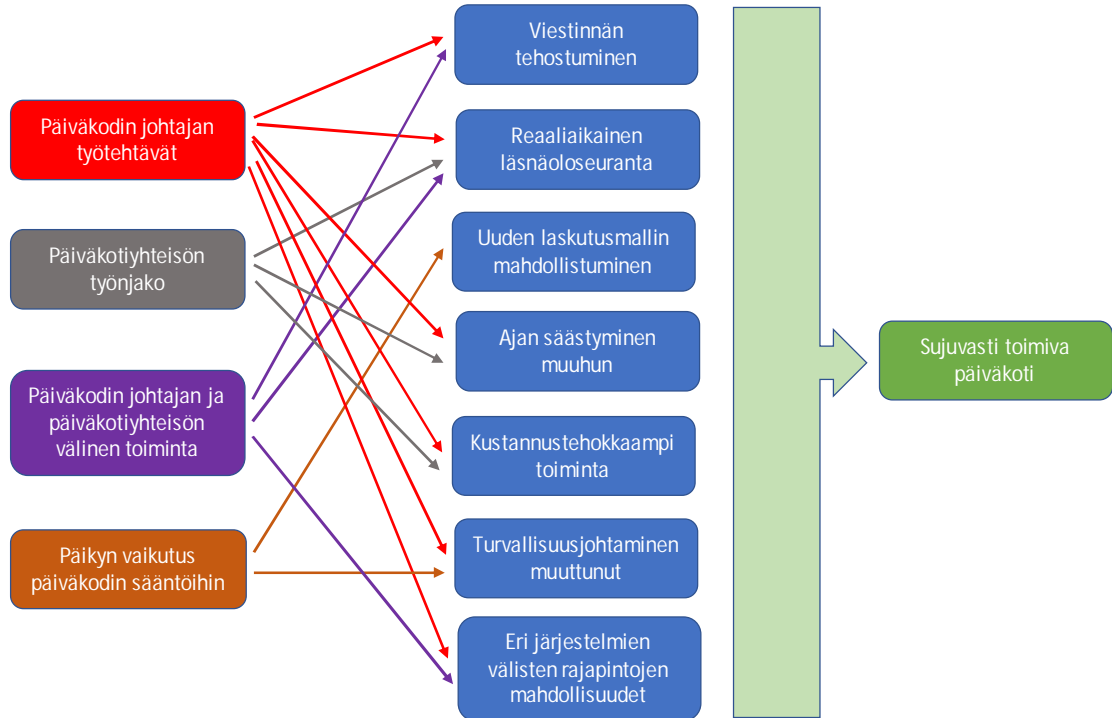 Päiväkodin johtajan
työtehtävät
Päiväkotiyhteisön
työnjako
Päiväkodin johtajan ja
päiväkotiyhteisön
välinen toiminta
Päikyn vaikutus
päiväkodin sääntöihin
Viestinnän
tehostuminen
Reaaliaikainen
läsnäoloseuranta
Uuden laskutusmallin
mahdollistuminen
Ajan säästyminen
muuhun
Kustannustehokkaampi
toiminta
Turvallisuusjohtaminen
muuttunut
Eri järjestelmien
välisten rajapintojen
mahdollisuudet
Sujuvasti toimiva
päiväkoti